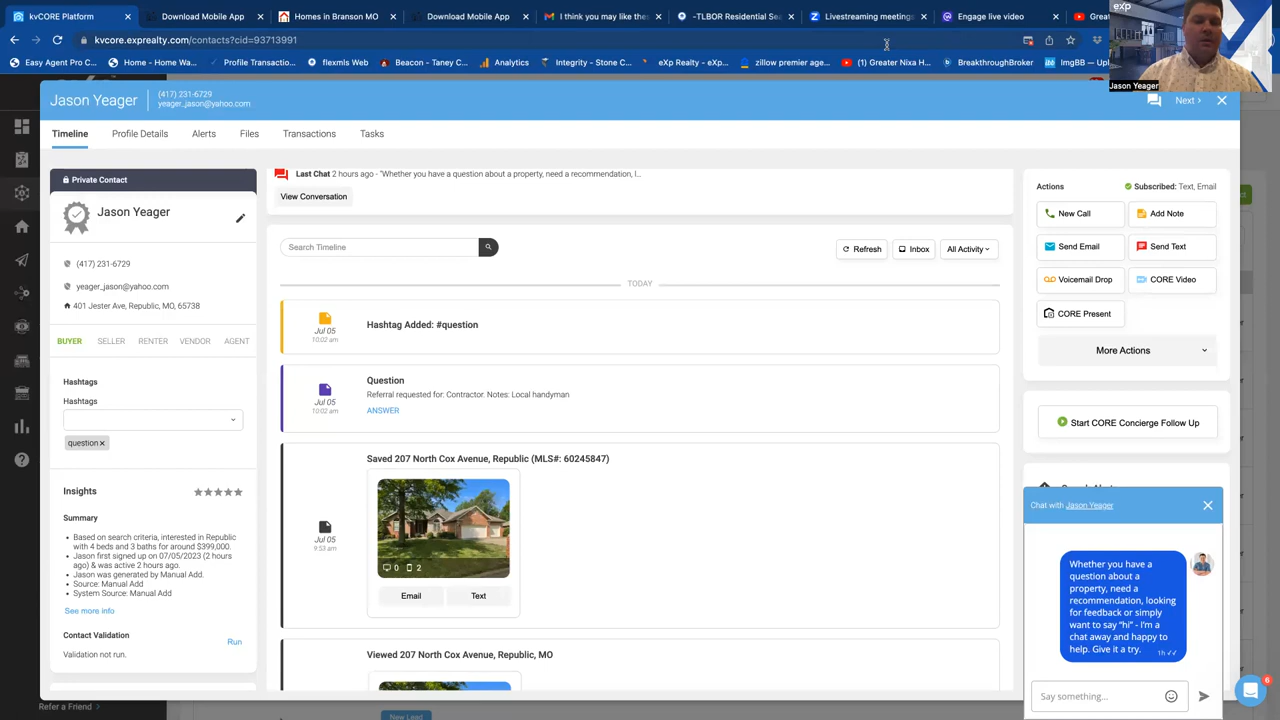 kvCORE Platform
Download Mobile App
Homes in Branson MO
Download Mobile App
I think you may like thes
-TLBOR Residential Sea
Livestreaming meetings
Engage live video
Great
exp
kvcore.exprealty.com/contacts?cid=93713991
Easy Agent Pro C...
Home - Home Wa...
Profile Transactio...
flexmls Web
Beacon - Taney C...
Analytics
Integrity - Stone C...
eXp Realty - eXp...
zillow premier age...
(1) Greater Nixa H...
BreakthroughBroker
ImgBB — Upl
Jason Yeager
Jason Yeager
(417) 231-6729
yeager_jason@yahoo.com
Next
Timeline
Profile Details
Alerts
Files
Transactions
Tasks
Private Contact
Jason Yeager
(417) 231-6729
yeager_jason@yahoo.com
401 Jester Ave, Republic, MO, 65738
BUYER
SELLER
RENTER
VENDOR
AGENT
Hashtags
Hashtags
question
Insights
Summary
Based on search criteria, interested in Republic
with 4 beds and 3 baths for around $399,000.
Jason first signed up on 07/05/2023 (2 hours
ago) & was active 2 hours ago.
Jason was generated by Manual Add.
Source: Manual Add
System Source: Manual Add
See more info
Contact Validation
Run
Validation not run.
Refer a Friend
Last Chat 2 hours ago - "Whether you have a question about a property, need a recommendation, l...
View Conversation
Search Timeline
Refresh
Inbox
All Activity
TODAY
Jul 05
10:02 am
Hashtag Added: #question
Jul 05
10:02 am
Question
Referral requested for: Contractor. Notes: Local handyman
ANSWER
Saved 207 North Cox Avenue, Republic (MLS#: 60245847)
Jul 05
9:53 am
0
2
Email
Text
Viewed 207 North Cox Avenue, Republic, MO
New Lead
Actions
Subscribed: Text, Email
New Call
Add Note
Send Email
Send Text
Voicemail Drop
CORE Video
CORE Present
More Actions
Start CORE Concierge Follow Up
Chat with Jason Yeager
Whether you have a
question about a
property, need a
recommendation, looking
for feedback or simply
want to say "hi" - I'm a
chat away and happy to
help. Give it a try.
1h
Say something...
6